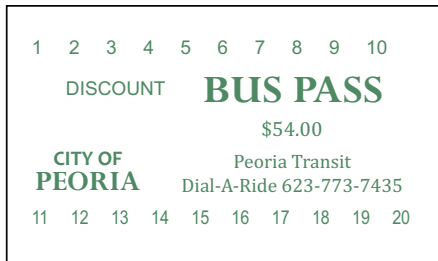 1 2 3 4 5 6 7 8 9 10
DISCOUNT BUS PASS
$54.00
CITY OF
PEORIA
Peoria Transit
Dial-A-Ride 623-773-7435
11 12 13 14 15 16 17 18 19 20